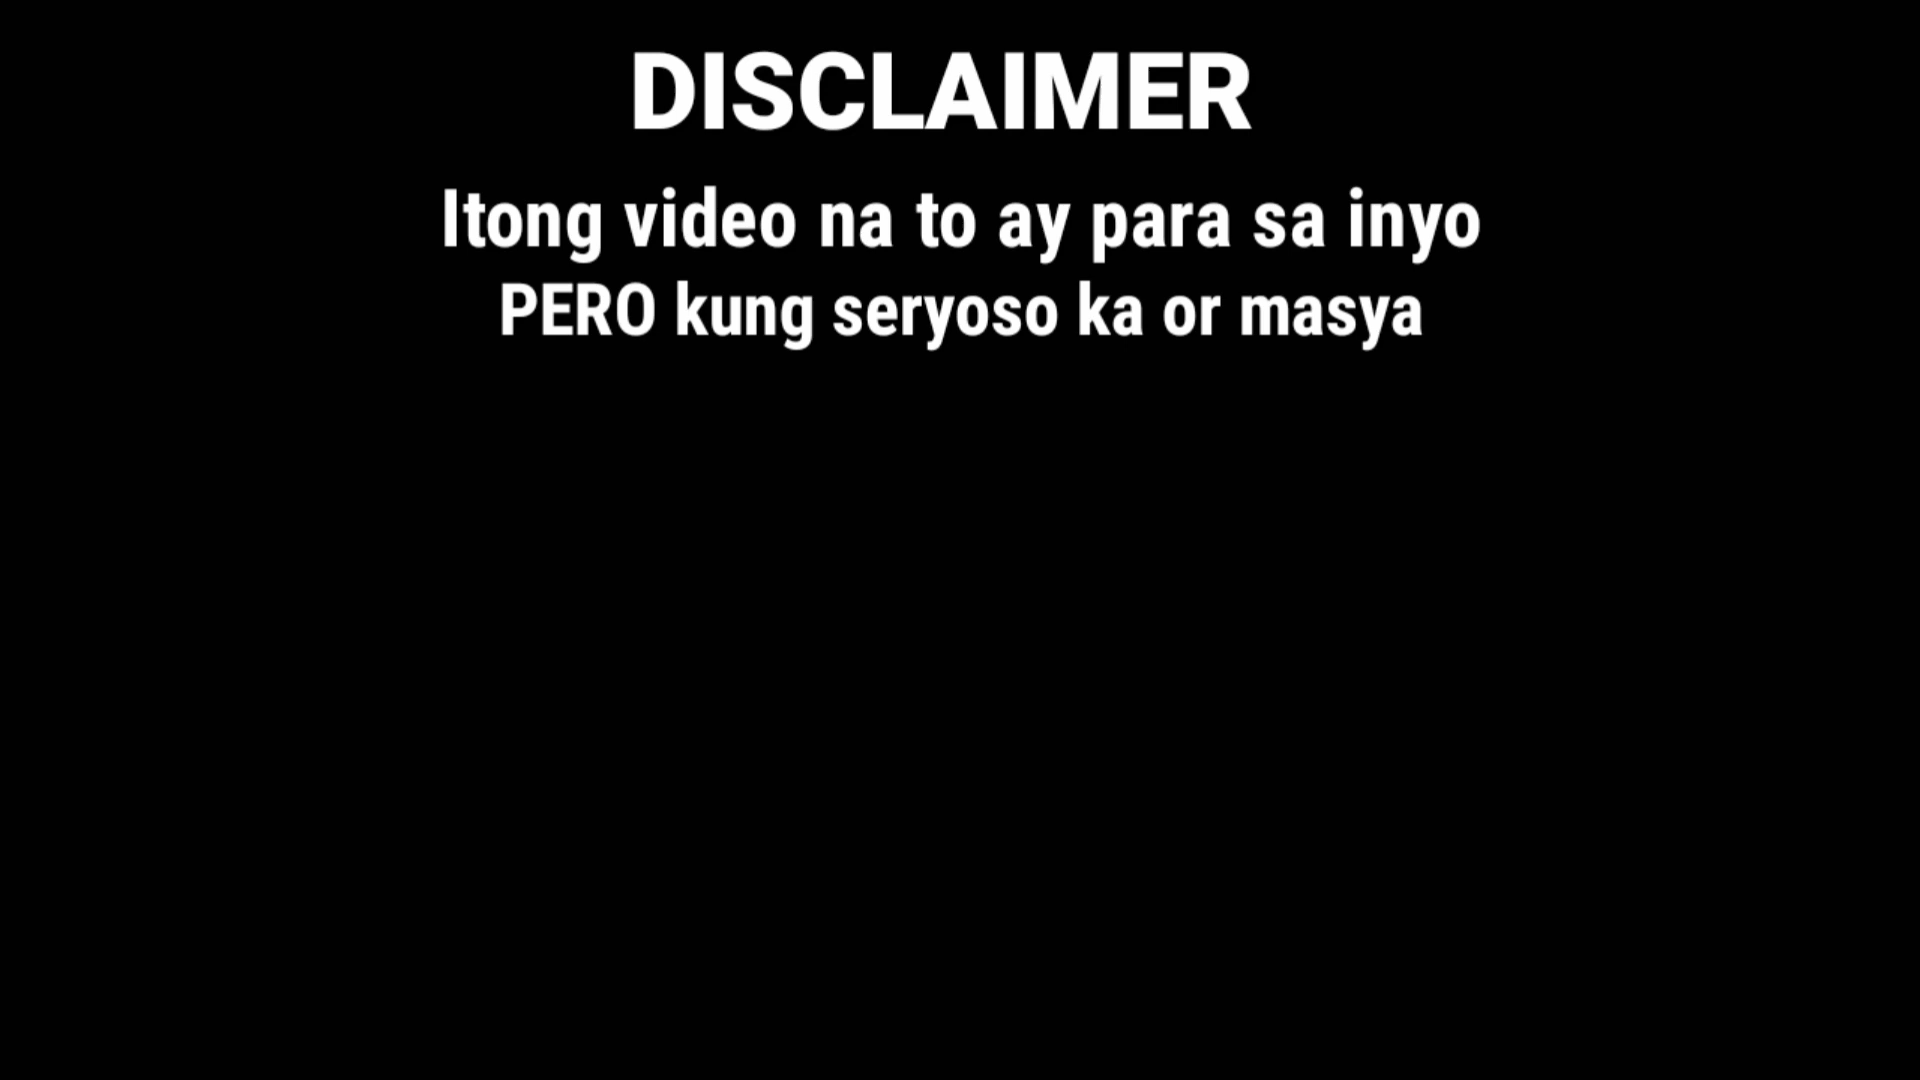 DISCLAIMER
Itong video na to ay para sa inyo
PERO kung seryoso ka or masya